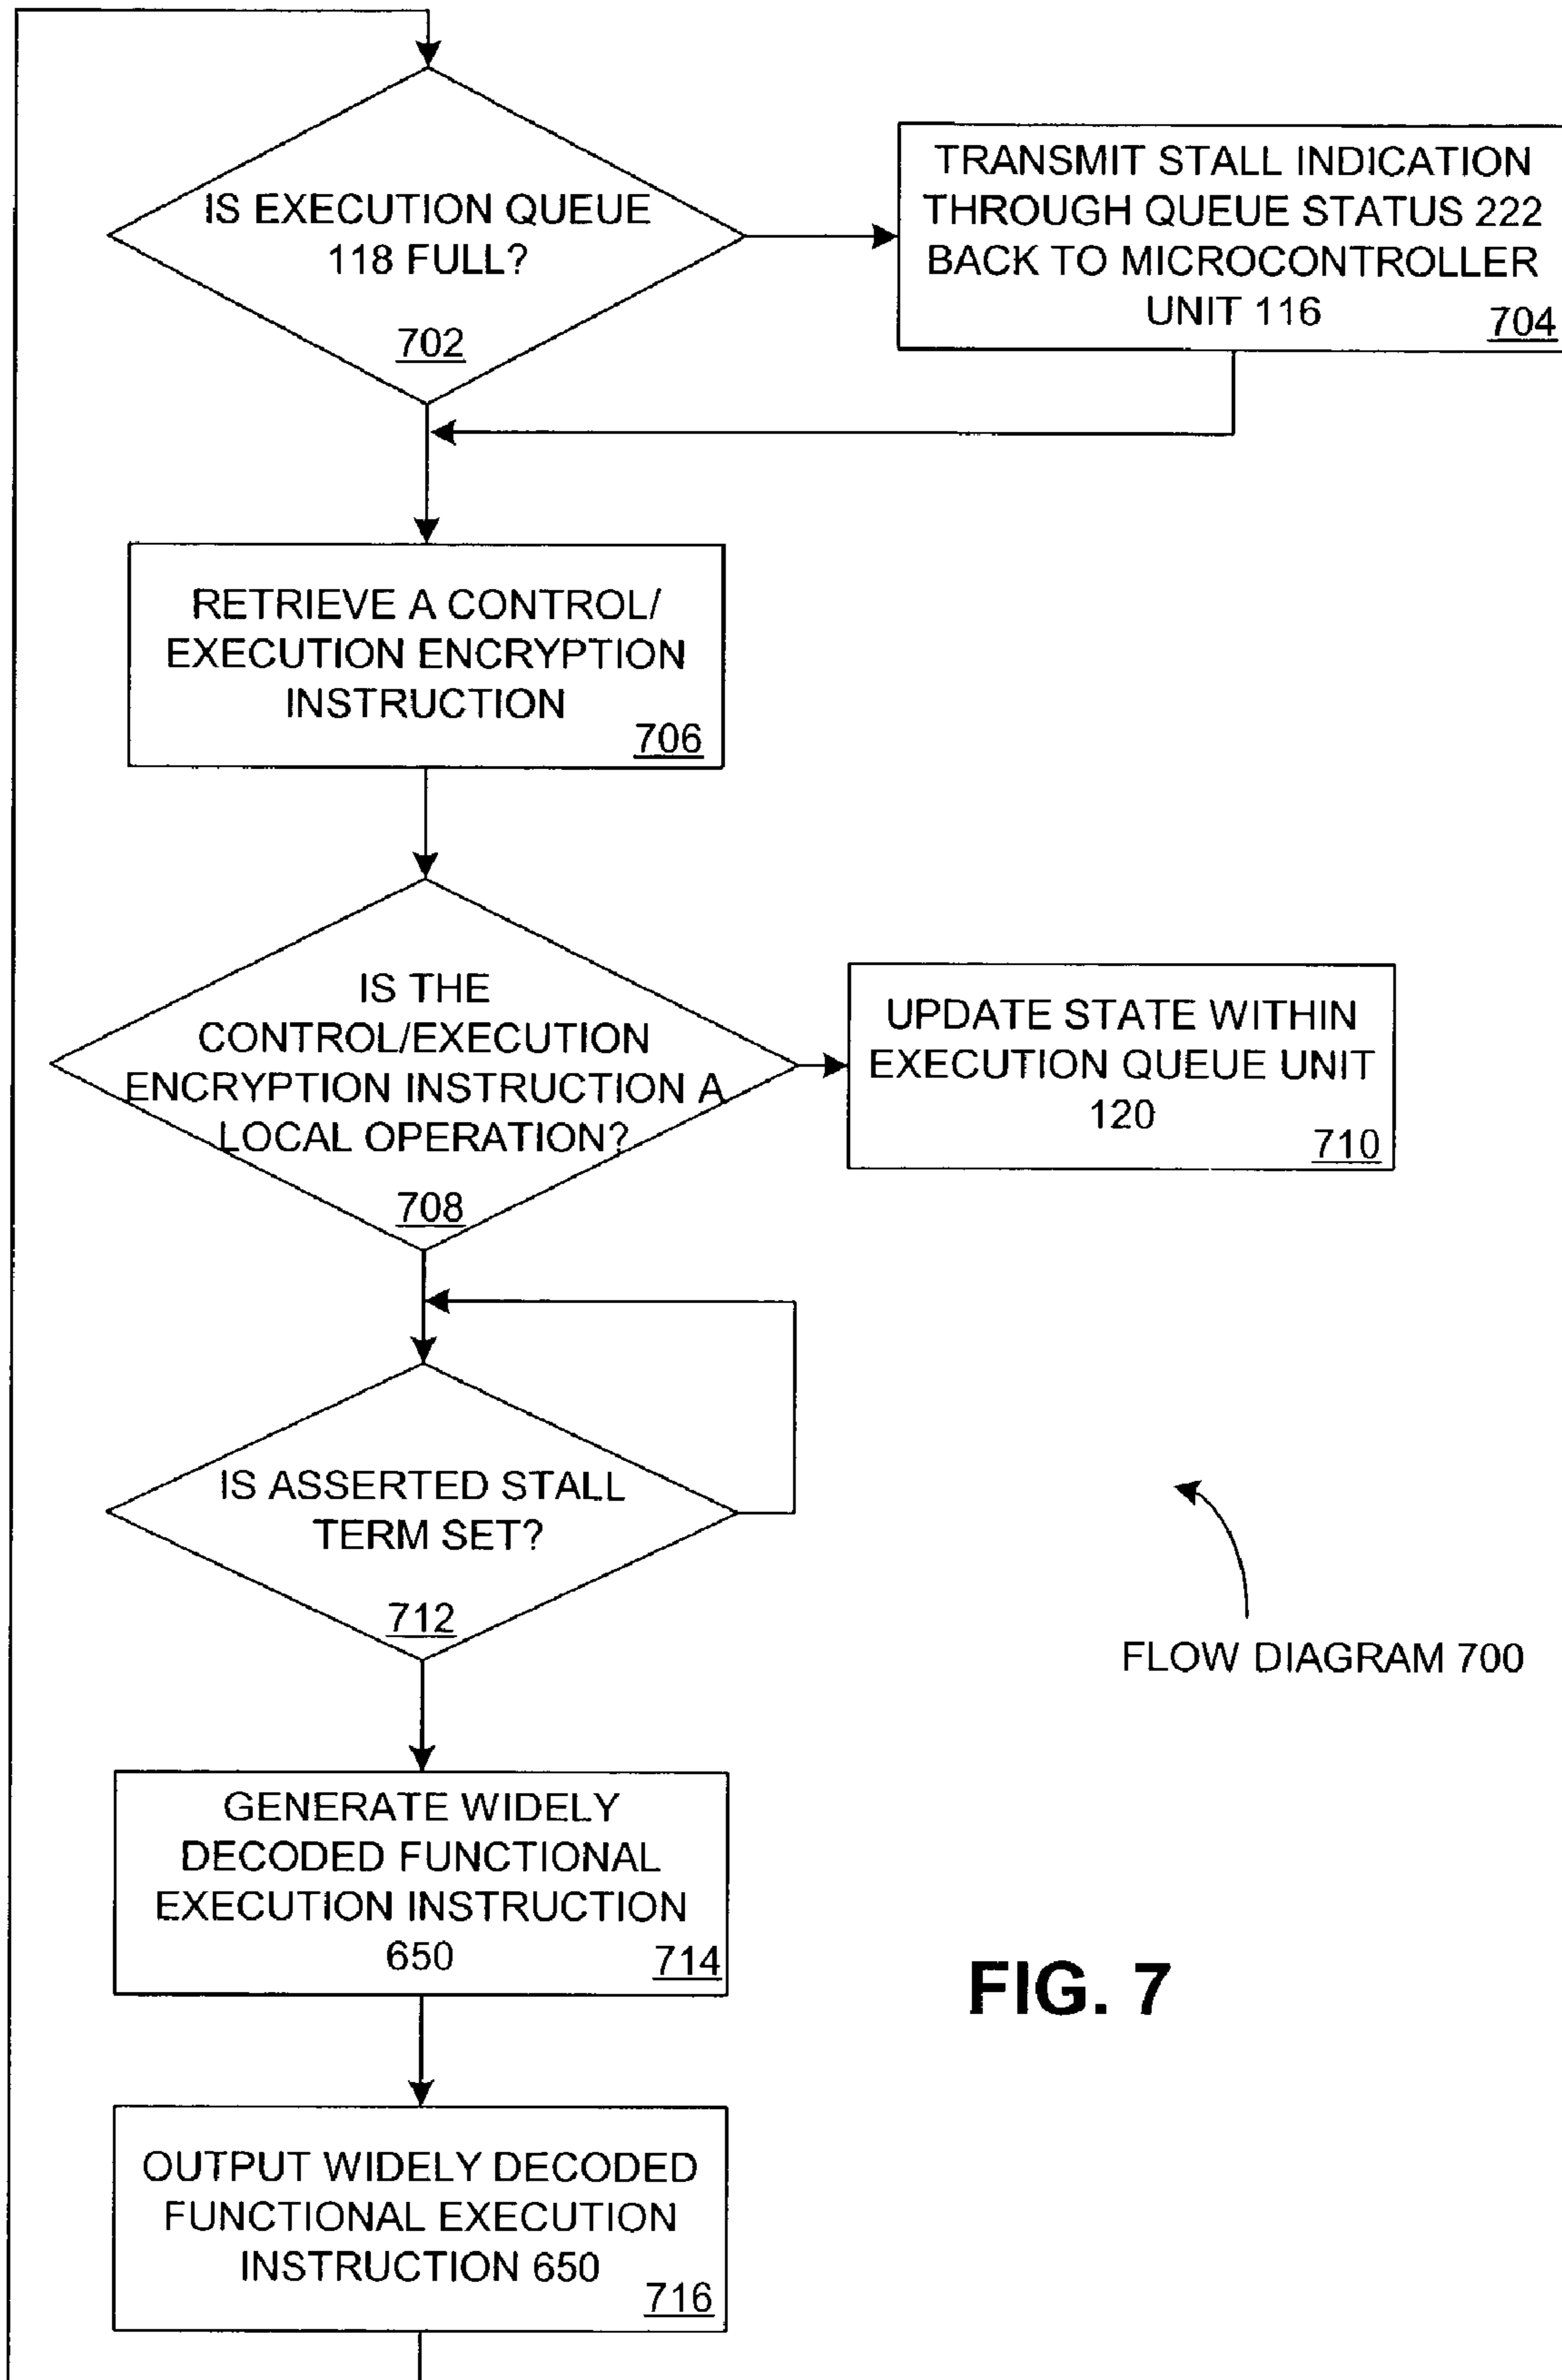 IS EXECUTION QUEUE
118 FULL?
702
TRANSMIT STALL INDICATION
THROUGH QUEUE STATUS 222
BACK TO MICROCONTROLLER
UNIT 116
704
RETRIEVE A CONTROL/
EXECUTION ENCRYPTION
INSTRUCTION
706
IS THE
CONTROL/EXECUTION
ENCRYPTION INSTRUCTION A
LOCAL OPERATION?
708
UPDATE STATE WITHIN
EXECUTION QUEUE UNIT
120
710
IS ASSERTED STALL
TERM SET?
712
FLOW DIAGRAM 700
GENERATE WIDELY
DECODED FUNCTIONAL
EXECUTION INSTRUCTION
650
714
FIG. 7
OUTPUT WIDELY DECODED
FUNCTIONAL EXECUTION
INSTRUCTION 650
716